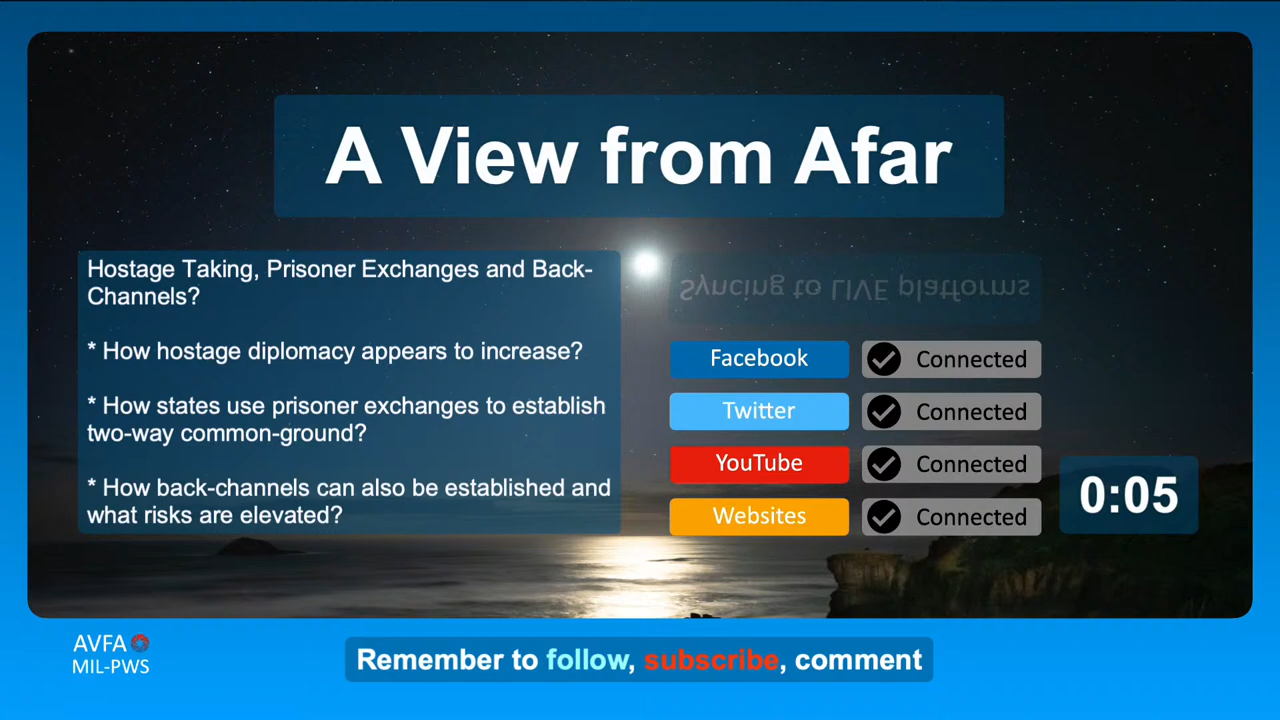 A View from Afar
Hostage Taking, Prisoner Exchanges and Back-
Channels?
* How hostage diplomacy appears to increase?
* How states use prisoner exchanges to establish
two-way common-ground?
* How back-channels can also be established and
what risks are elevated?
Syncing to LIVE platforms
Facebook Connected
Twitter Connected
YouTube Connected
Websites Connected
0:05
AVFA
MIL-PWS
Remember to follow, subscribe, comment